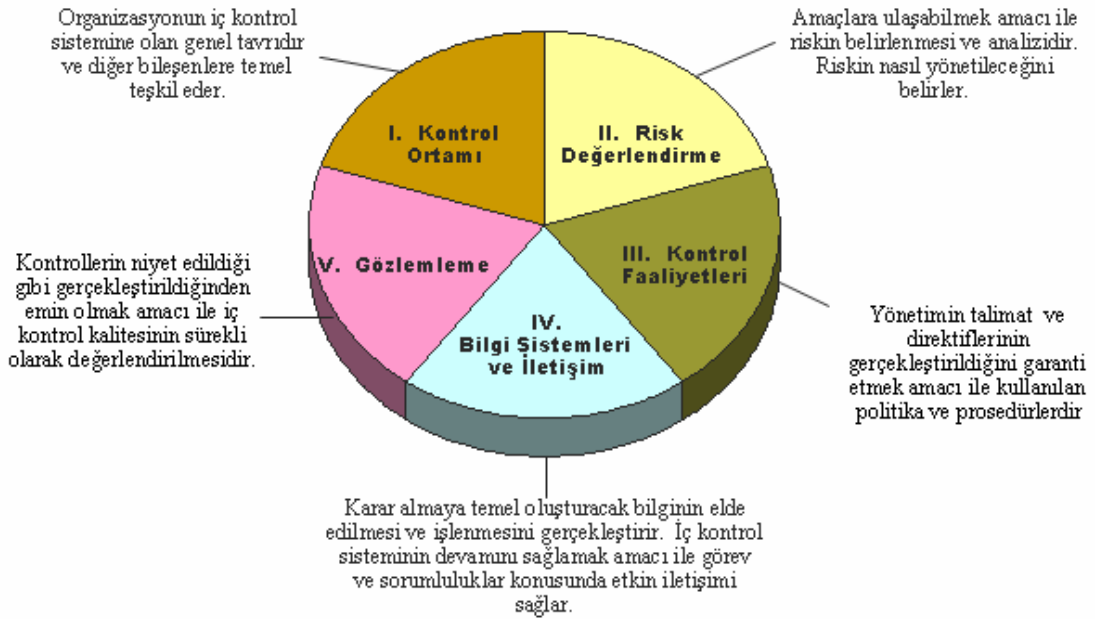 Organizasyonun iç kontrol
sistemine olan genel tavrıdır
ve diğer bileşenlere temel
teşkil eder.
Amaçlara ulaşabilmek amacı ile
riskin belirlenmesi ve analizidir.
Riskin nasıl yönetileceğini
belirler.
I. Kontrol
Ortamı
II. Risk
Değerlendirme
III. Kontrol
Faaliyetleri
V. Gözlemleme
IV.
Bilgi Sistemleri
ve İletişim
Kontrollerin niyet edildiği
gibi gerçekleştirildiğinden
emin olmak amacı ile iç
kontrol kalitesinin sürekli
olarak değerlendirilmesidir.
Yönetimin talimat ve
direktiflerinin
gerçekleştirildiğini garanti
etmek amacı ile kullanılan
politika ve prosedürlerdir
Karar almaya temel oluşturacak bilginin elde
edilmesi ve işlenmesini gerçekleştirir. İç kontrol
sisteminin devamını sağlamak amacı ile görev
ve sorumluluklar konusunda etkin iletişimi
sağlar.